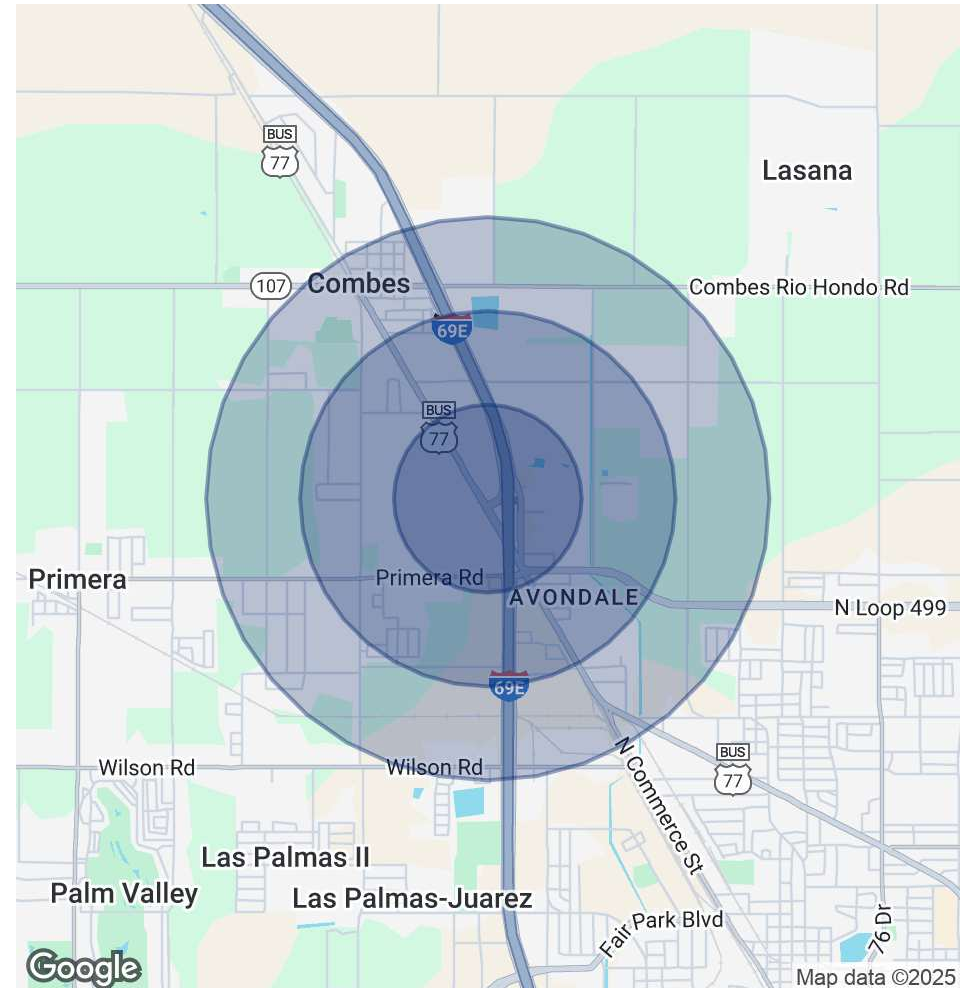 BUS
77
Lasana
107
Combes
Combes Rio Hondo Rd
69E
BUS
77
Primera
Primera Rd
AVONDALE
N Loop 499
69E
Wilson Rd
Wilson Rd
N Commerce St
BUS
77
Las Palmas II
Palm Valley
Las Palmas-Juarez
Fair Park Blvd
76 Dr
Google
Map data ©2025